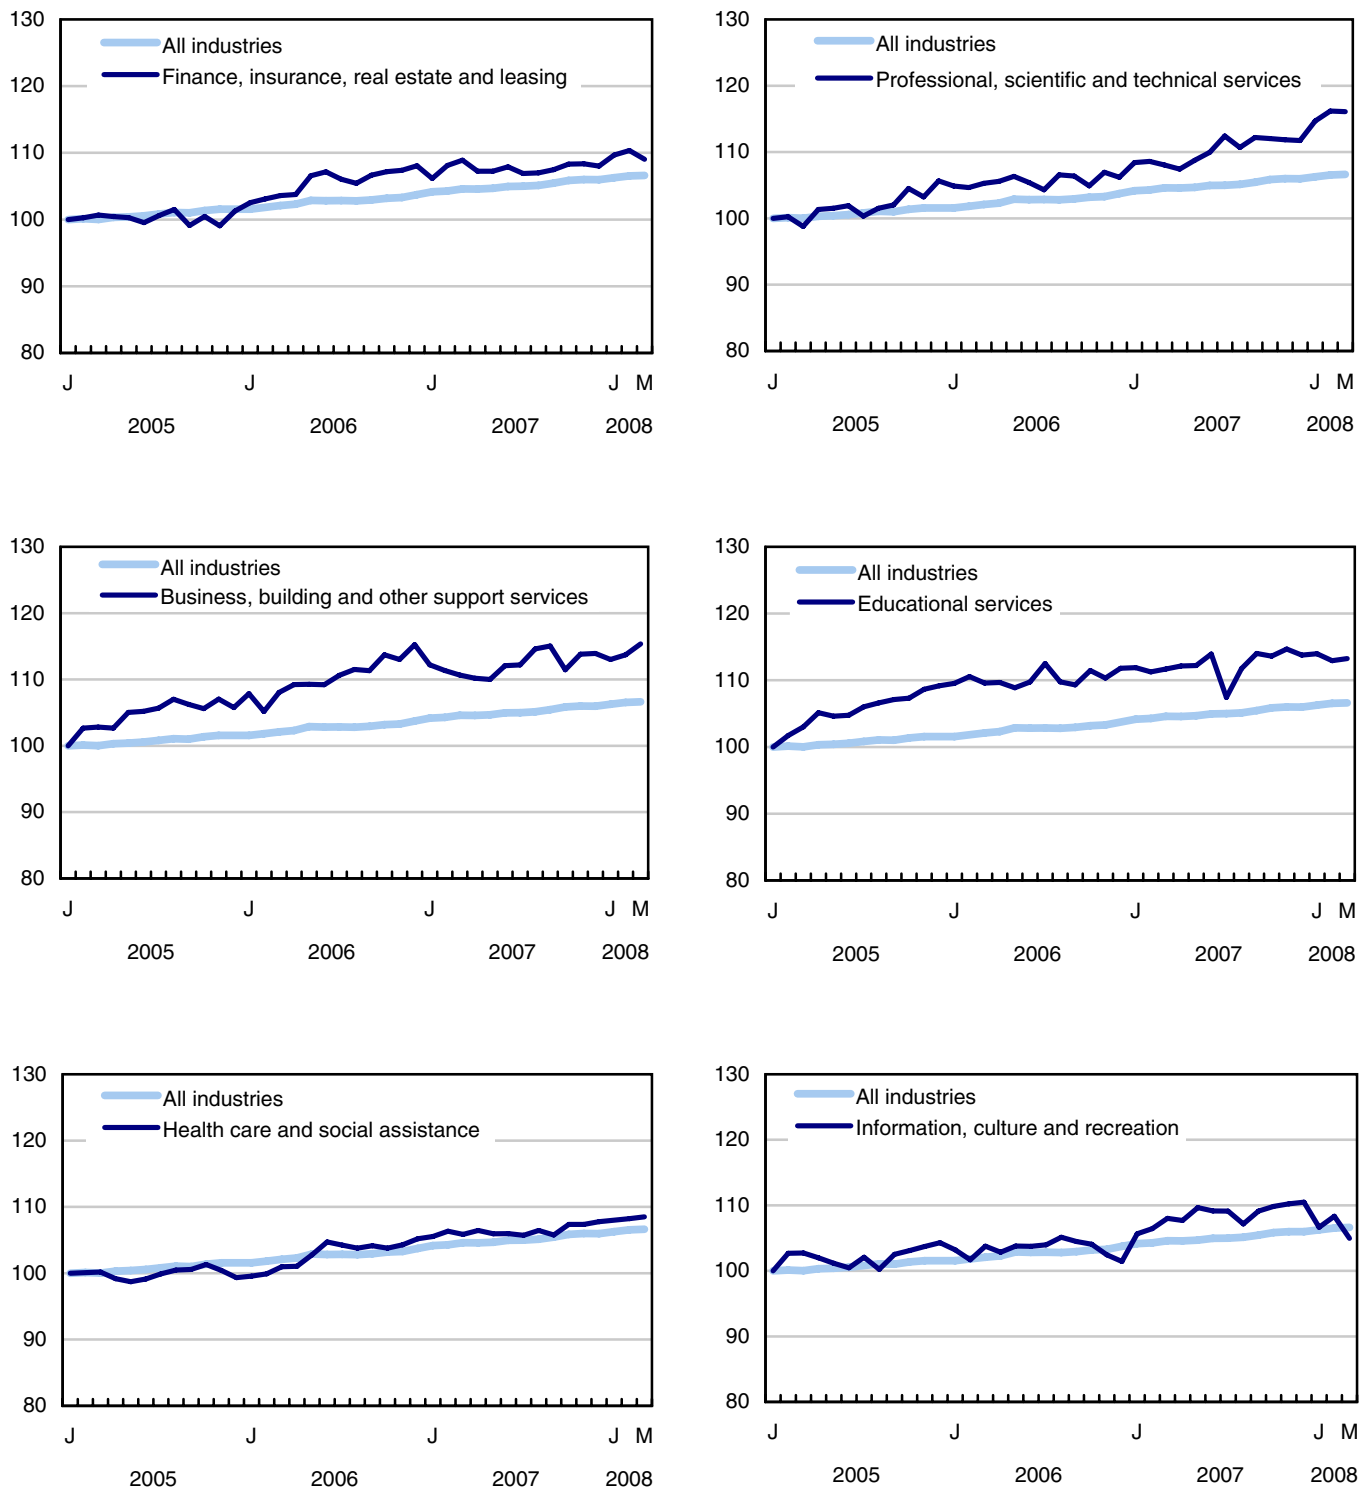 130
All industries
Finance, insurance, real estate and leasing
120
110
100
90
80
J J J J M
2005 2006 2007 2008
130
All industries
Professional, scientific and technical services
120
110
100
90
80
J J J J M
2005 2006 2007 2008
130
All industries
Business, building and other support services
120
110
100
90
80
J J J J M
2005 2006 2007 2008
130
All industries
Educational services
120
110
100
90
80
J J J J M
2005 2006 2007 2008
130
All industries
Health care and social assistance
120
110
100
90
80
J J J J M
2005 2006 2007 2008
130
All industries
Information, culture and recreation
120
110
100
90
80
J J J J M
2005 2006 2007 2008